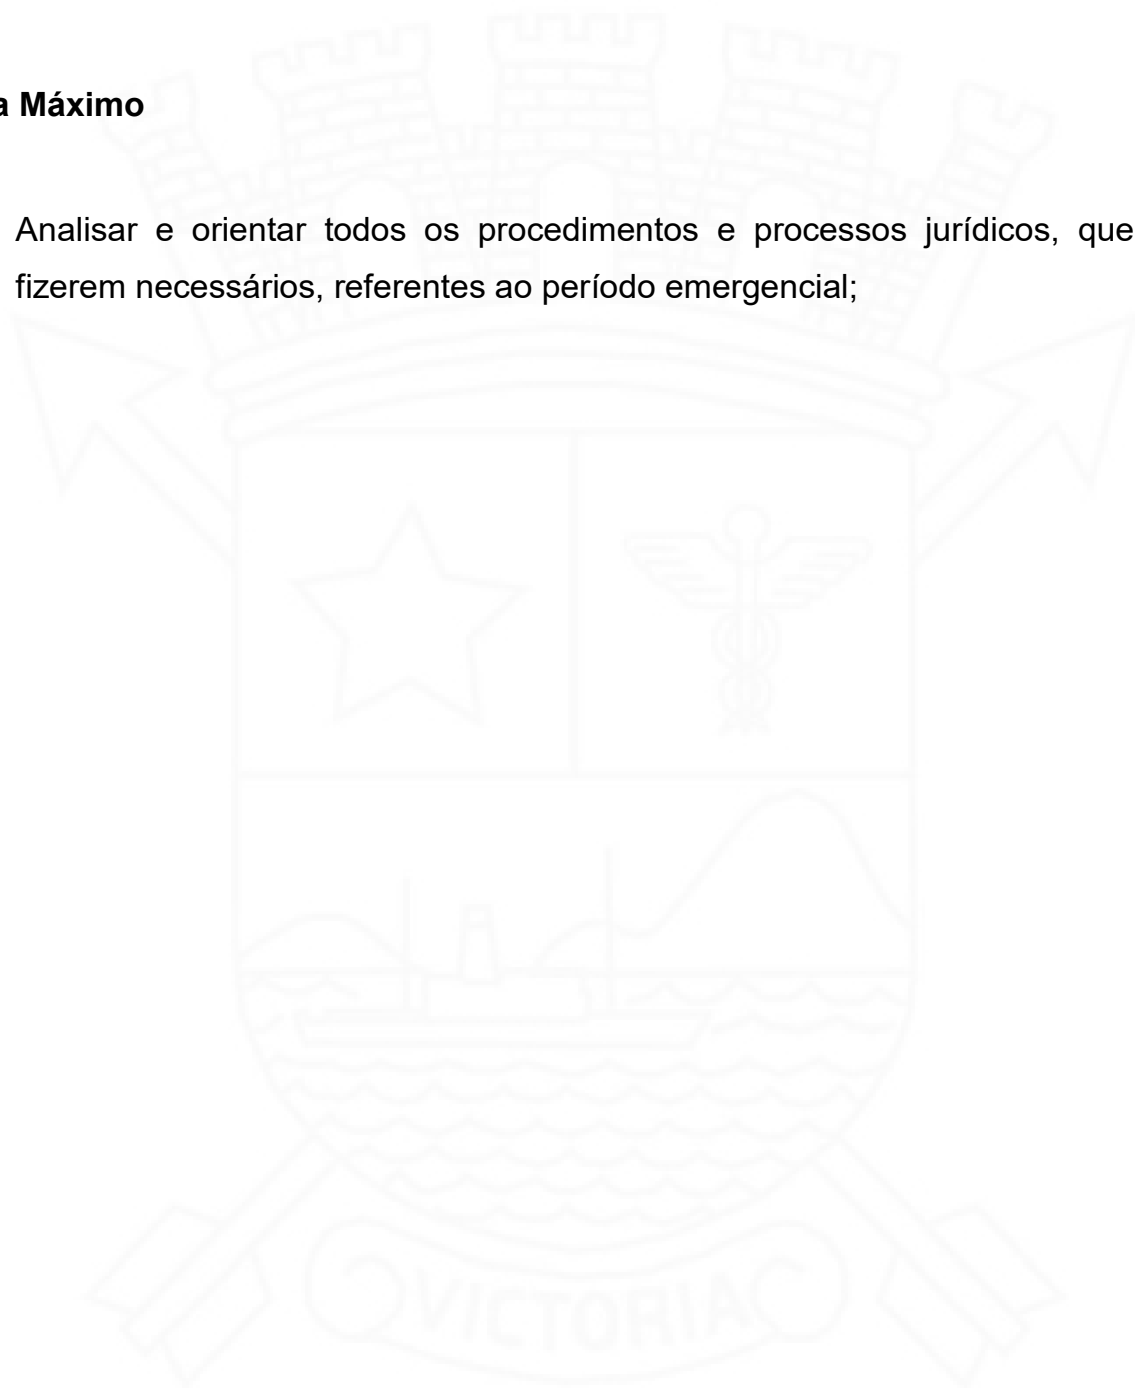 a Máximo
Analisar e orientar todos os procedimentos e processos jurídicos, que
fizerem necessários, referentes ao período emergencial;
VICTORIA